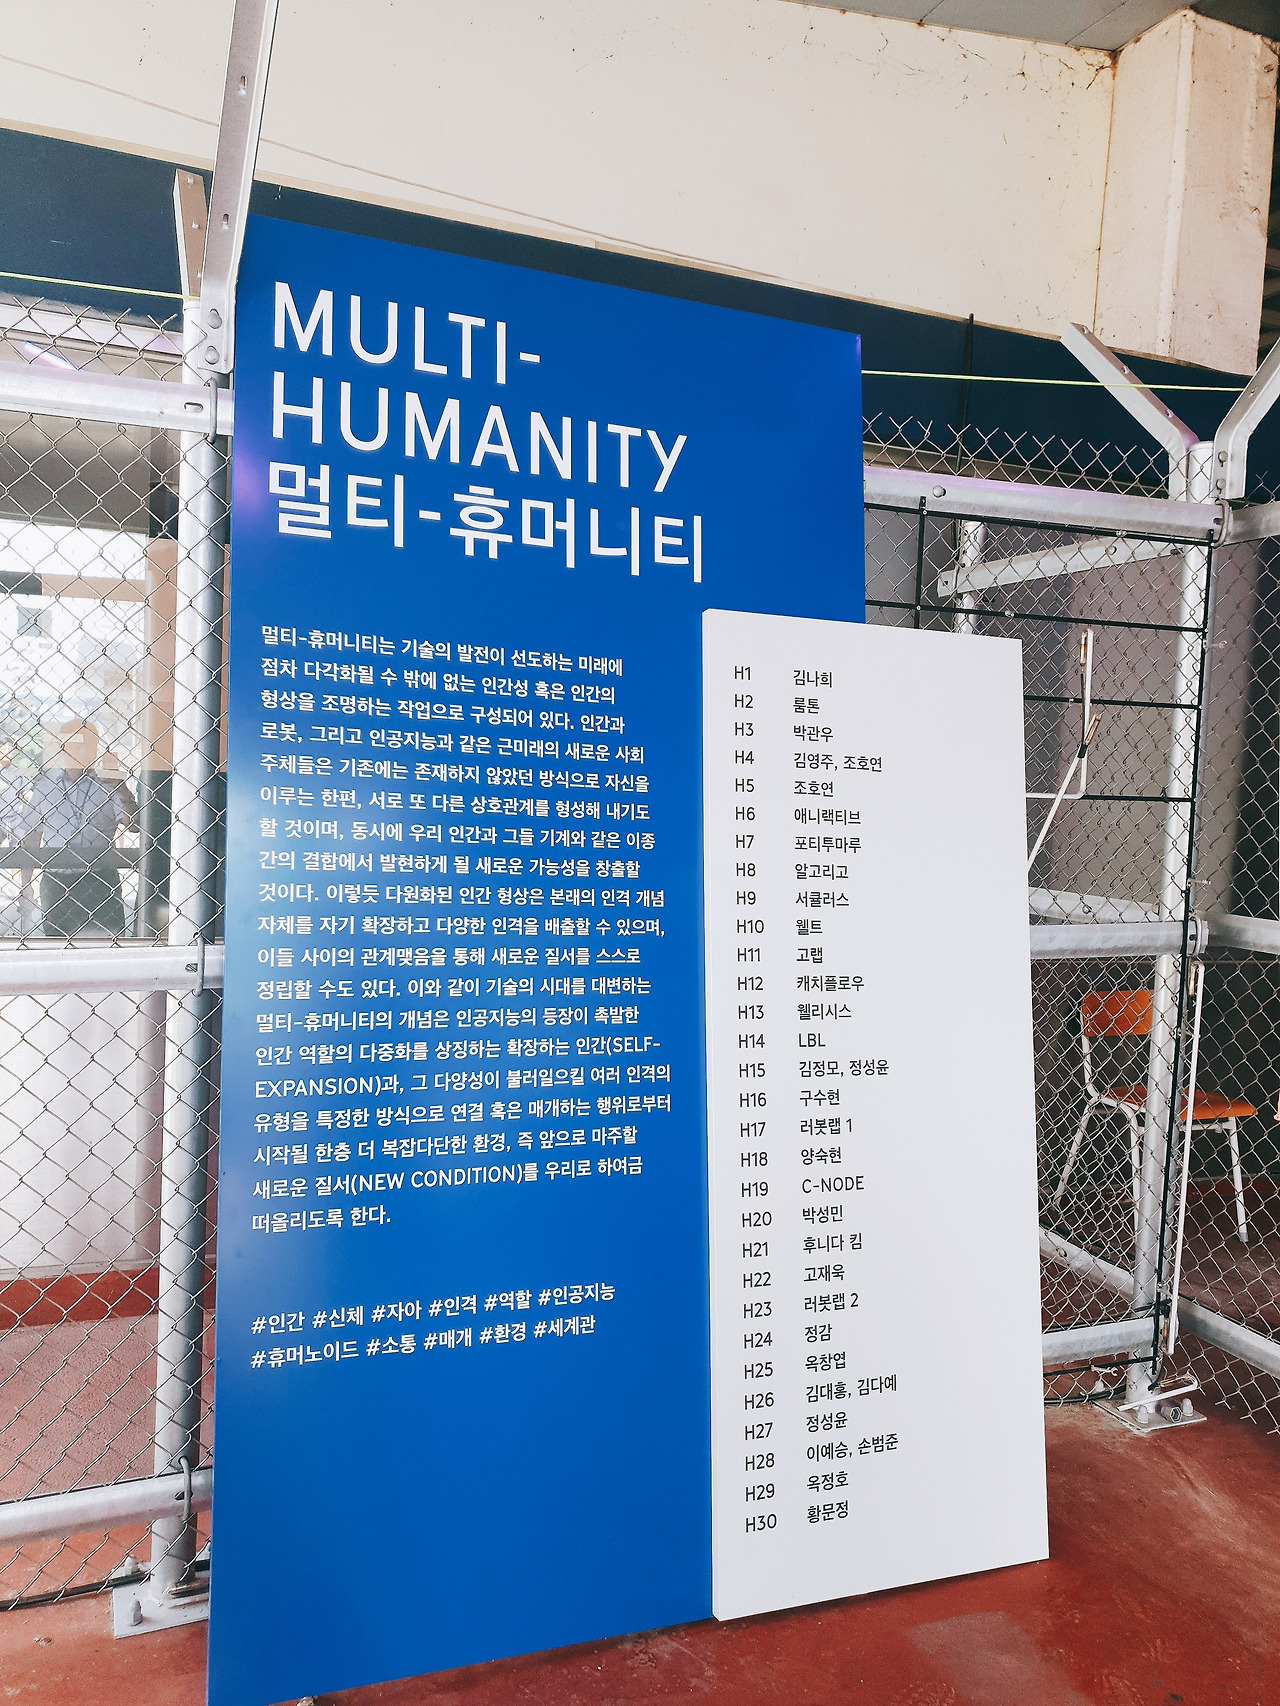 MULTI-
HUMANITY
멀티-휴머니티
멀티-휴머니티는 기술의 발전이 선도하는 미래에
점차 다각화될 수 밖에 없는 인간성 혹은 인간의
형상을 조명하는 작업으로 구성되어 있다. 인간과
로봇, 그리고 인공지능과 같은 근미래의 새로운 사회
주체들은 기존에는 존재하지 않았던 방식으로 자신을
이루는 한편, 서로 또 다른 상호관계를 형성해 내기도
할 것이며, 동시에 우리 인간과 그들 기계와 같은 이종
간의 결합에서 발현하게 될 새로운 가능성을 창출할
것이다. 이렇듯 다원화된 인간 형상은 본래의 인격 개념
자체를 자기 확장하고 다양한 인격을 배출할 수 있으며,
이들 사이의 관계맺음을 통해 새로운 질서를 스스로
정립할 수도 있다. 이와 같이 기술의 시대를 대변하는
멀티-휴머니티의 개념은 인공지능의 등장이 촉발한
인간 역할의 다중화를 상징하는 확장하는 인간(SELF-
EXPANSION)과, 그 다양성이 불러일으킬 여러 인격의
유형을 특정한 방식으로 연결 혹은 매개하는 행위로부터
시작될 한층 더 복잡다단한 환경, 즉 앞으로 마주할
새로운 질서(NEW CONDITION)를 우리로 하여금
떠올리도록 한다.
#인간 #신체 #자아 #인격 #역할 #인공지능
#휴머노이드 #소통 #매개 #환경 #세계관
H1 김나희
H2 룸톤
H3 박관우
H4 김영주, 조호연
H5 조호연
H6 애니랙티브
H7 포티투마루
H8 알고리고
H9 서큘러스
H10 웰트
H11 고랩
H12 캐치플로우
H13 웰리시스
H14 LBL
H15 김정모, 정성윤
H16 구수현
H17 러봇랩 1
H18 양숙현
H19 C-NODE
H20 박성민
H21 후니다 킴
H22 고재욱
H23 러봇랩 2
H24 정감
H25 옥창엽
H26 김대홍, 김다예
H27 정성윤
H28 이예승, 손범준
H29 옥정호
H30 황문정